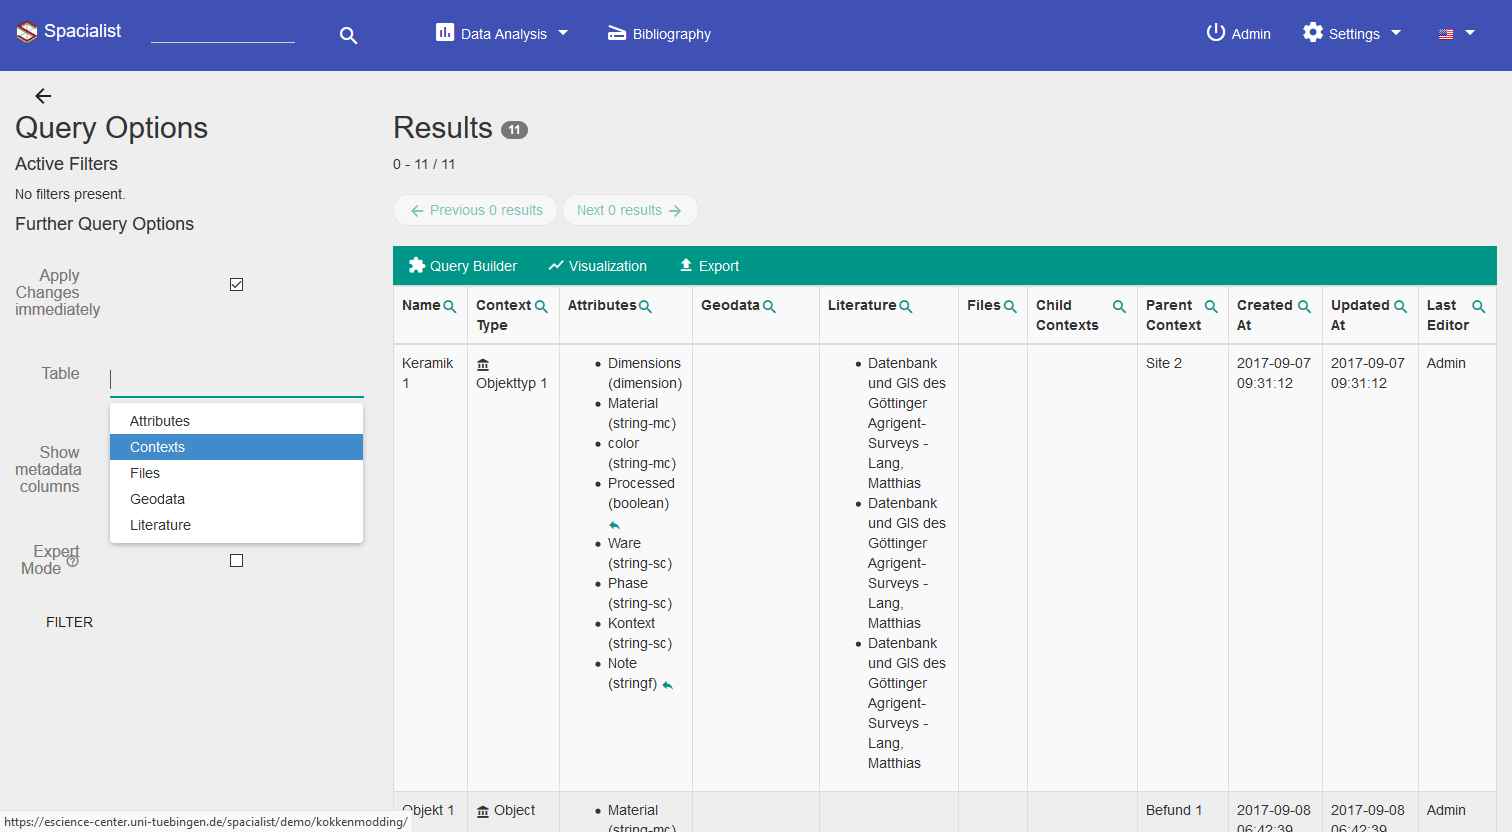 Spacialist
Data Analysis
Bibliography
Admin
Settings
Query Options
Active Filters
No filters present.
Further Query Options
Apply
Changes
immediately
Table
Attributes
Contexts
Files
Geodata
Literature
Show
metadata
columns
Expert
Mode
FILTER
Results 11
0 - 11 / 11
Previous 0 results
Next 0 results
Query Builder
Visualization
Export
Name
Context
Type
Attributes
Geodata
Literature
Files
Child
Contexts
Parent
Context
Created
At
Updated
At
Last
Editor
Keramik
1
Objekttyp 1
Dimensions
(dimension)
Material
(string-mc)
color
(string-mc)
Processed
(boolean)
Ware
(string-sc)
Phase
(string-sc)
Kontext
(string-sc)
Note
(stringf)
Datenbank
und GIS des
Göttinger
Agrigent-
Surveys -
Lang,
Matthias
Datenbank
und GIS des
Göttinger
Agrigent-
Surveys -
Lang,
Matthias
Datenbank
und GIS des
Göttinger
Agrigent-
Surveys -
Lang,
Matthias
Site 2
2017-09-07
09:31:12
2017-09-07
09:31:12
Admin
Objekt 1
Object
Material
(string-mc)
Befund 1
2017-09-08
06:42:39
2017-09-08
06:42:39
Admin
https://escience-center.uni-tuebingen.de/spacialist/demo/kokkenmodding/